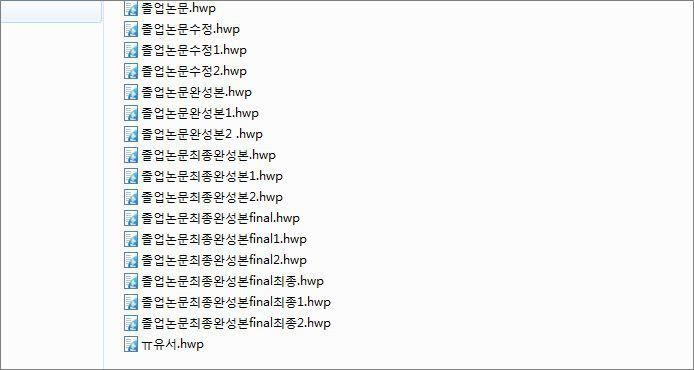 졸업논문.hwp
졸업논문수정.hwp
졸업논문수정1.hwp
졸업논문수정2.hwp
졸업논문완성본.hwp
졸업논문완성본1.hwp
졸업논문완성본2 .hwp
졸업논문최종완성본.hwp
졸업논문최종완성본1.hwp
졸업논문최종완성본2.hwp
졸업논문최종완성본final.hwp
졸업논문최종완성본final1.hwp
졸업논문최종완성본final2.hwp
졸업논문최종완성본final최종.hwp
졸업논문최종완성본final최종1.hwp
졸업논문최종완성본final최종2.hwp
ㅠ유서.hwp